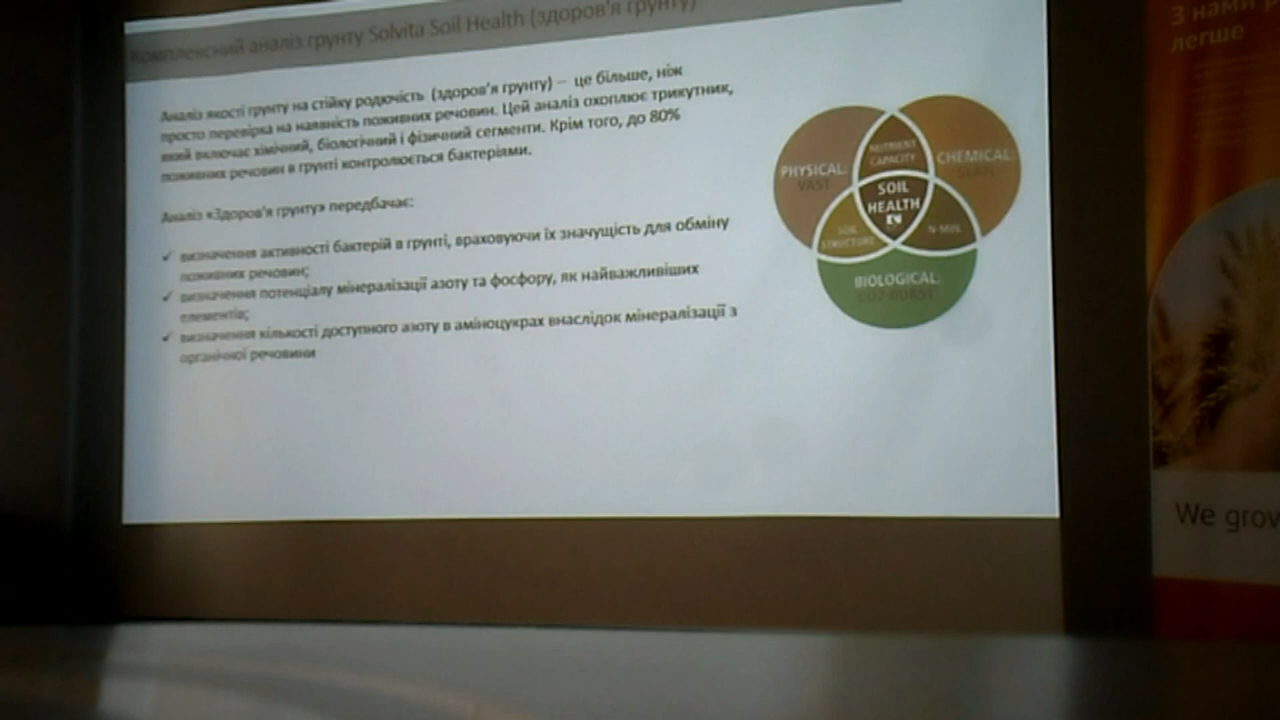 Комплексний аналіз грунту Solvita Soil Health (здоров'я грунту)
Аналіз якості грунту на стійку родючість (здоров'я грунту) – це більше, ніж
просто перевірка на наявність поживних речовин. Цей аналіз охоплює трикутник,
який включає хімічний, біологічний і фізичний сегменти. Крім того, до 80%
поживних речовин в грунті контролюється бактеріями.
Аналіз «Здоров'я грунту» передбачає:
✓ визначення активності бактерій в грунті, враховуючи їх значущість для обміну
поживних речовин;
✓ визначення потенціалу мінералізації азоту та фосфору, як найважливіших
елементів;
✓ визначення кількості доступного азоту в аміноцукрах внаслідок мінералізації з
органічної речовини
PHYSICAL:
VAST
NUTRIENT
CAPACITY
CHEMICAL:
SLAN
SOIL
HEALTH
SOIL
STRUCTURE
N-MIN
BIOLOGICAL:
CO2-BURST
З нами р
легше
We grow